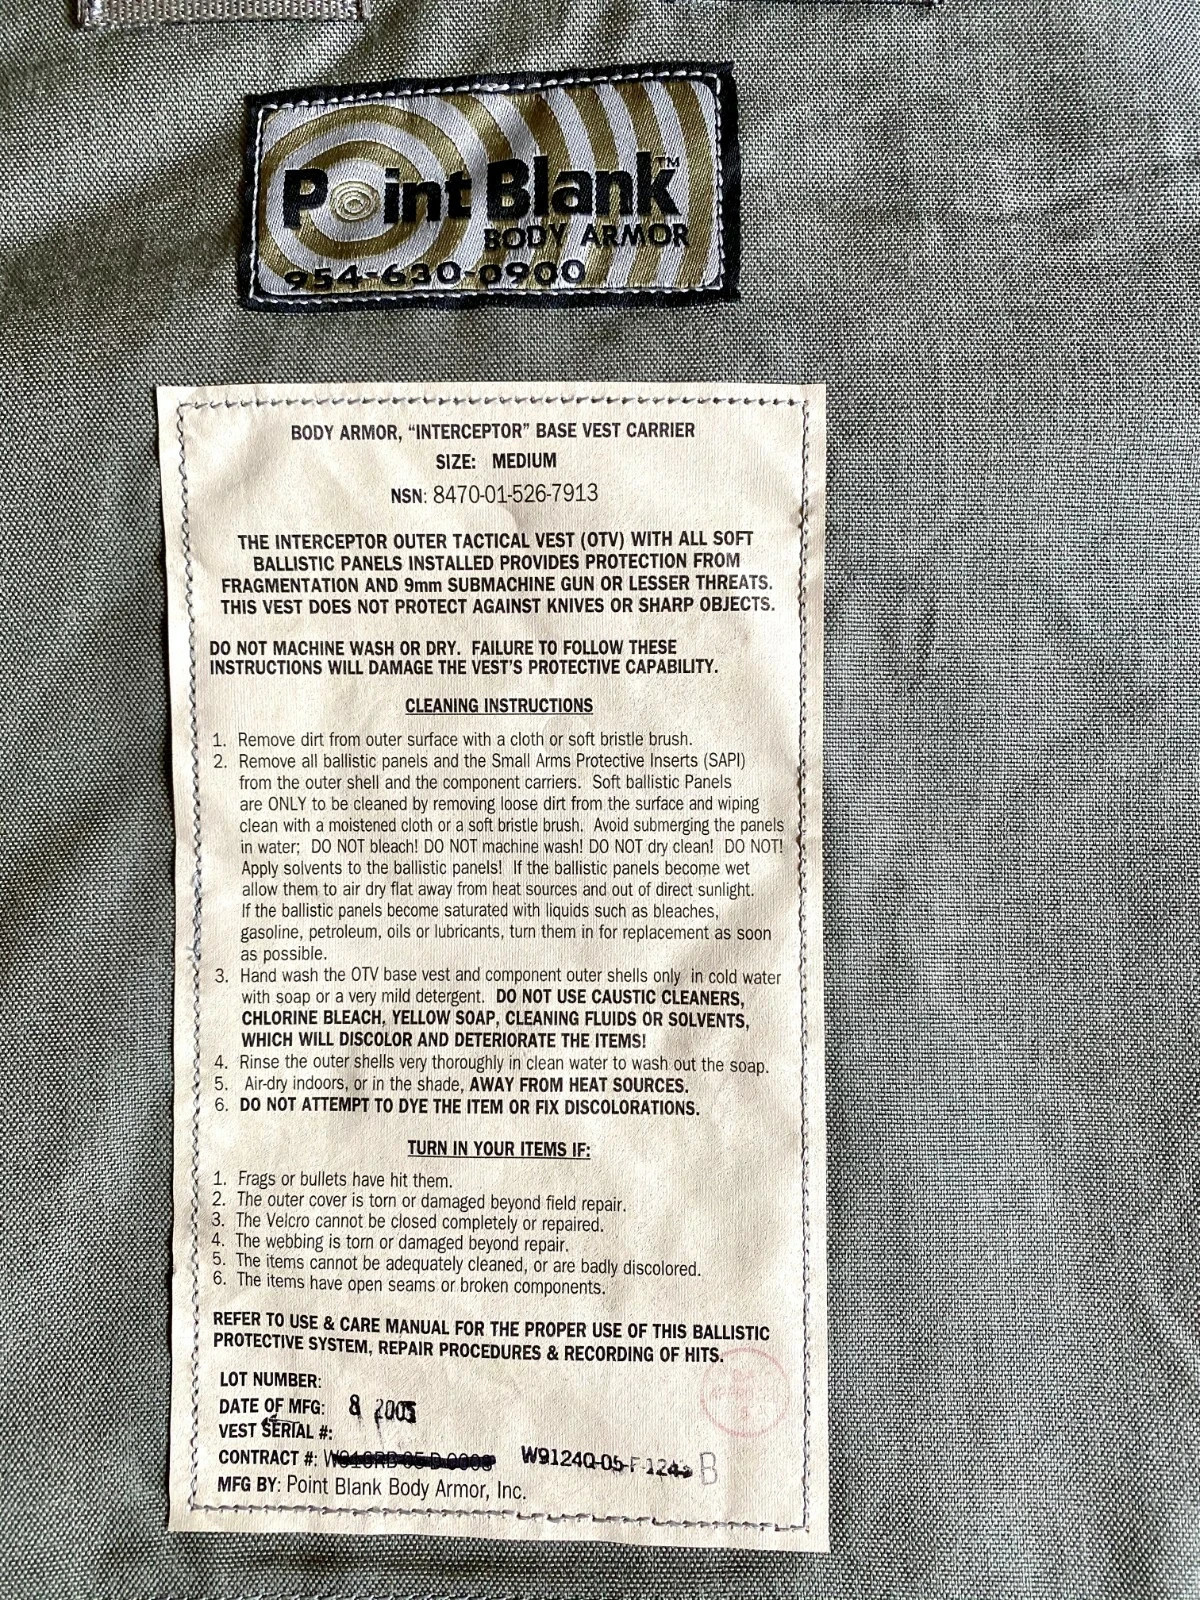 Point Blank™
BODY ARMOR
954-630-0900
BODY ARMOR, “INTERCEPTOR” BASE VEST CARRIER
SIZE: MEDIUM
NSN: 8470-01-526-7913
THE INTERCEPTOR OUTER TACTICAL VEST (OTV) WITH ALL SOFT
BALLISTIC PANELS INSTALLED PROVIDES PROTECTION FROM
FRAGMENTATION AND 9mm SUBMACHINE GUN OR LESSER THREATS.
THIS VEST DOES NOT PROTECT AGAINST KNIVES OR SHARP OBJECTS.
DO NOT MACHINE WASH OR DRY. FAILURE TO FOLLOW THESE
INSTRUCTIONS WILL DAMAGE THE VEST'S PROTECTIVE CAPABILITY.
CLEANING INSTRUCTIONS
1. Remove dirt from outer surface with a cloth or soft bristle brush.
2. Remove all ballistic panels and the Small Arms Protective Inserts (SAPI)
from the outer shell and the component carriers. Soft ballistic Panels
are ONLY to be cleaned by removing loose dirt from the surface and wiping
clean with a moistened cloth or a soft bristle brush. Avoid submerging the panels
in water; DO NOT bleach! DO NOT machine wash! DO NOT dry clean! DO NOT!
Apply solvents to the ballistic panels! If the ballistic panels become wet
allow them to air dry flat away from heat sources and out of direct sunlight.
If the ballistic panels become saturated with liquids such as bleaches,
gasoline, petroleum, oils or lubricants, turn them in for replacement as soon
as possible.
3. Hand wash the OTV base vest and component outer shells only in cold water
with soap or a very mild detergent. DO NOT USE CAUSTIC CLEANERS,
CHLORINE BLEACH, YELLOW SOAP, CLEANING FLUIDS OR SOLVENTS,
WHICH WILL DISCOLOR AND DETERIORATE THE ITEMS!
4. Rinse the outer shells very thoroughly in clean water to wash out the soap.
5. Air-dry indoors, or in the shade, AWAY FROM HEAT SOURCES.
6. DO NOT ATTEMPT TO DYE THE ITEM OR FIX DISCOLORATIONS.
TURN IN YOUR ITEMS IF:
1. Frags or bullets have hit them.
2. The outer cover is torn or damaged beyond field repair.
3. The Velcro cannot be closed completely or repaired.
4. The webbing is torn or damaged beyond repair.
5. The items cannot be adequately cleaned, or are badly discolored.
6. The items have open seams or broken components.
REFER TO USE & CARE MANUAL FOR THE PROPER USE OF THIS BALLISTIC
PROTECTIVE SYSTEM, REPAIR PROCEDURES & RECORDING OF HITS.
LOT NUMBER:
DATE OF MFG: 8 2005
VEST SERIAL #:
CONTRACT #: B
MFG BY: Point Blank Body Armor, Inc.